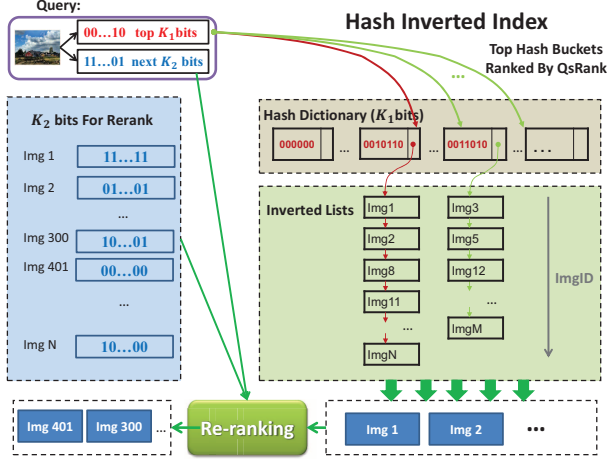 Query:
Hash Inverted Index
00...10 top K1 bits
11...01 next K2 bits
Top Hash Buckets
Ranked By QsRank
...
K2 bits For Rerank
Img 1 11...11
Img 2 01...01
...
Img 300 10...01
Img 401 00...00
...
Img N 10...00
Hash Dictionary (K1bits)
000000 ... 0010110 ... 0011010 ... ...
Inverted Lists
Img1 Img3
Img2 Img5
Img8 Img12
Img11 ...
... ImgM
ImgN
ImgID
Img 401 Img 300 ...
Re-ranking
Img 1 Img 2 ...